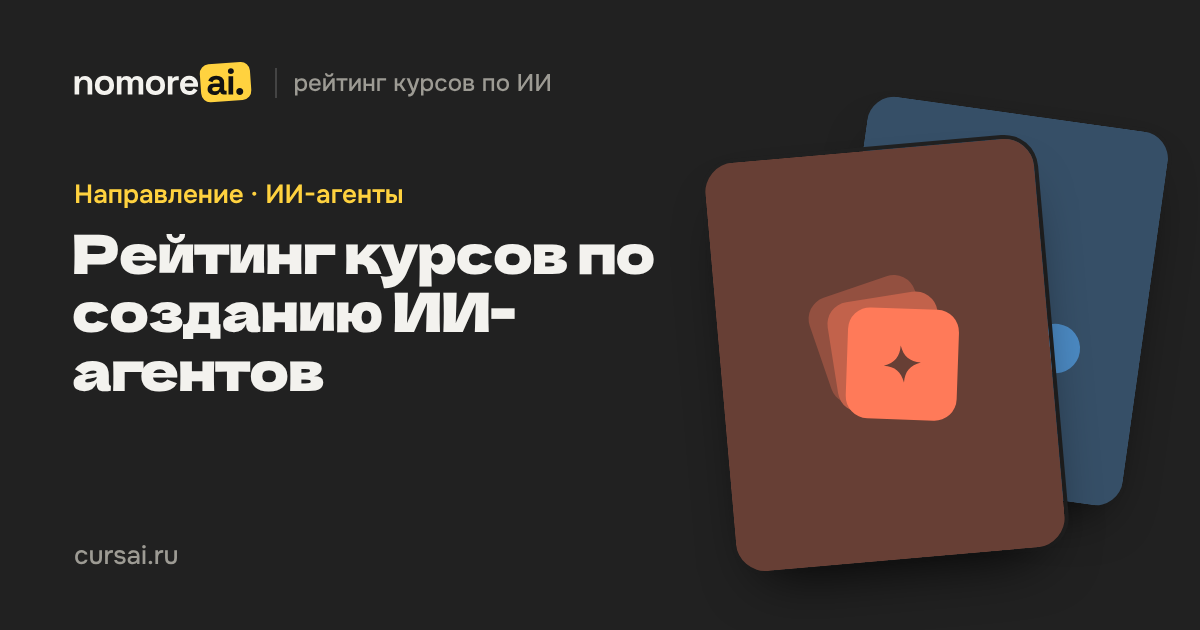 nomore ai. рейтинг курсов по ИИ
Направление · ИИ-агенты
Рейтинг курсов по
созданию ИИ-
агентов
cursai.ru